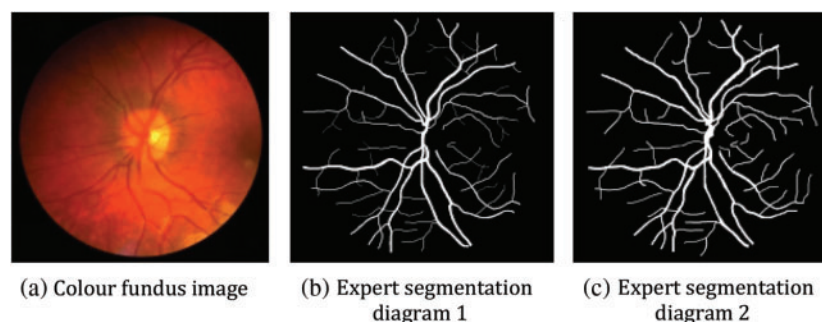 (a) Colour fundus image
(b) Expert segmentation
diagram 1
(c) Expert segmentation
diagram 2